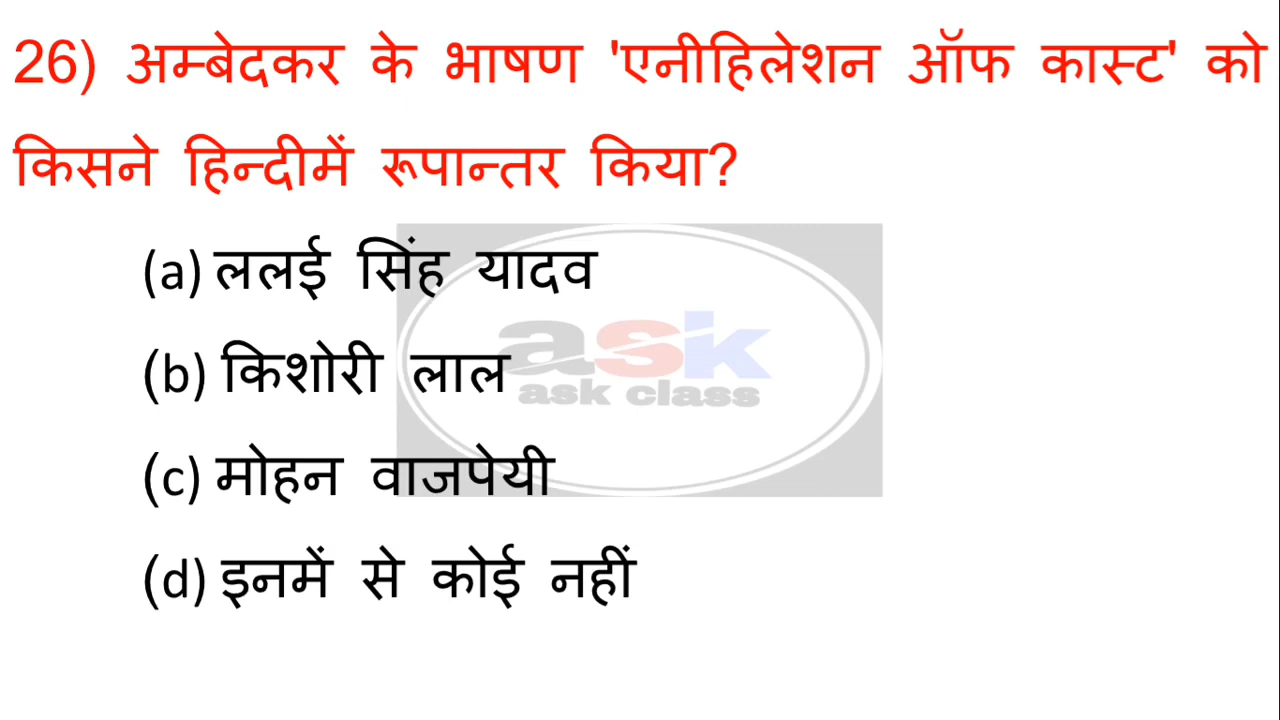 26) अम्बेदकर के भाषण 'एनीहिलेशन ऑफ कास्ट' को
किसने हिन्दीमें रूपान्तर किया?
(a) ललई सिंह यादव
(b) किशोरी लाल
(c) मोहन वाजपेयी
(d) इनमें से कोई नहीं
ask
ask class